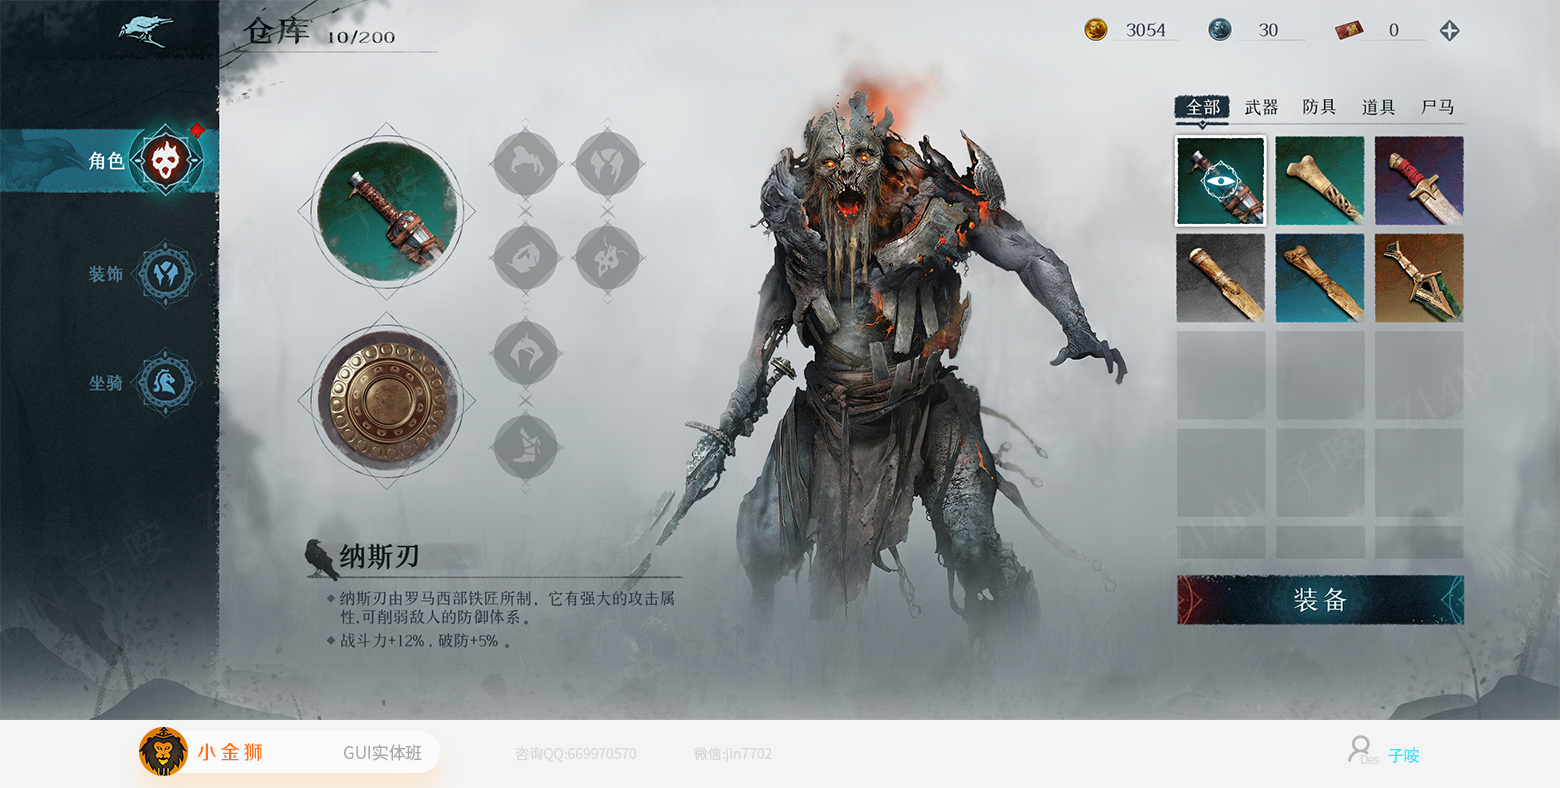 仓库 10/200
3054
30
0
全部 武器 防具 道具 尸马
角色
装饰
坐骑
纳斯刃
纳斯刃由罗马西部铁匠所制，它有强大的攻击属
性,可削弱敌人的防御体系。
战斗力+12%，破防+5%。
装备
小金狮
GUI实体班
咨询QQ:669970570
微信:jin7702
Des 子咹
ZIAN 子咹